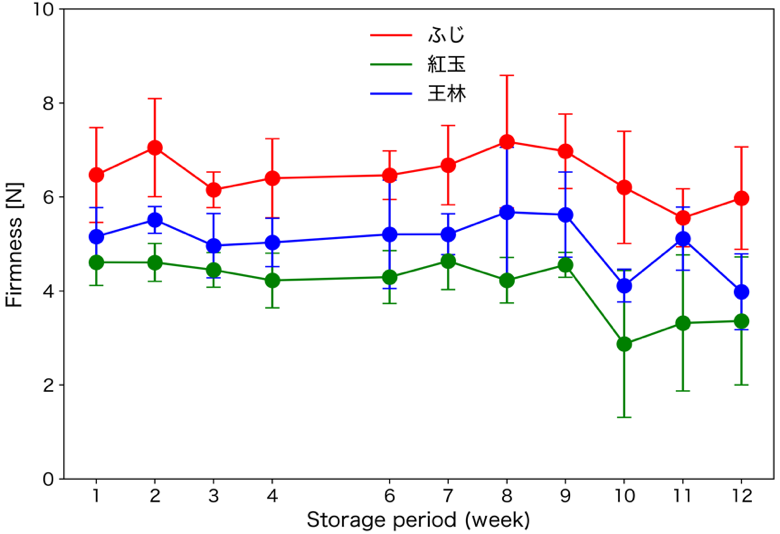 ふじ
紅玉
王林
Firmness [N]
10
8
6
4
2
0
1 2 3 4 6 7 8 9 10 11 12
Storage period (week)